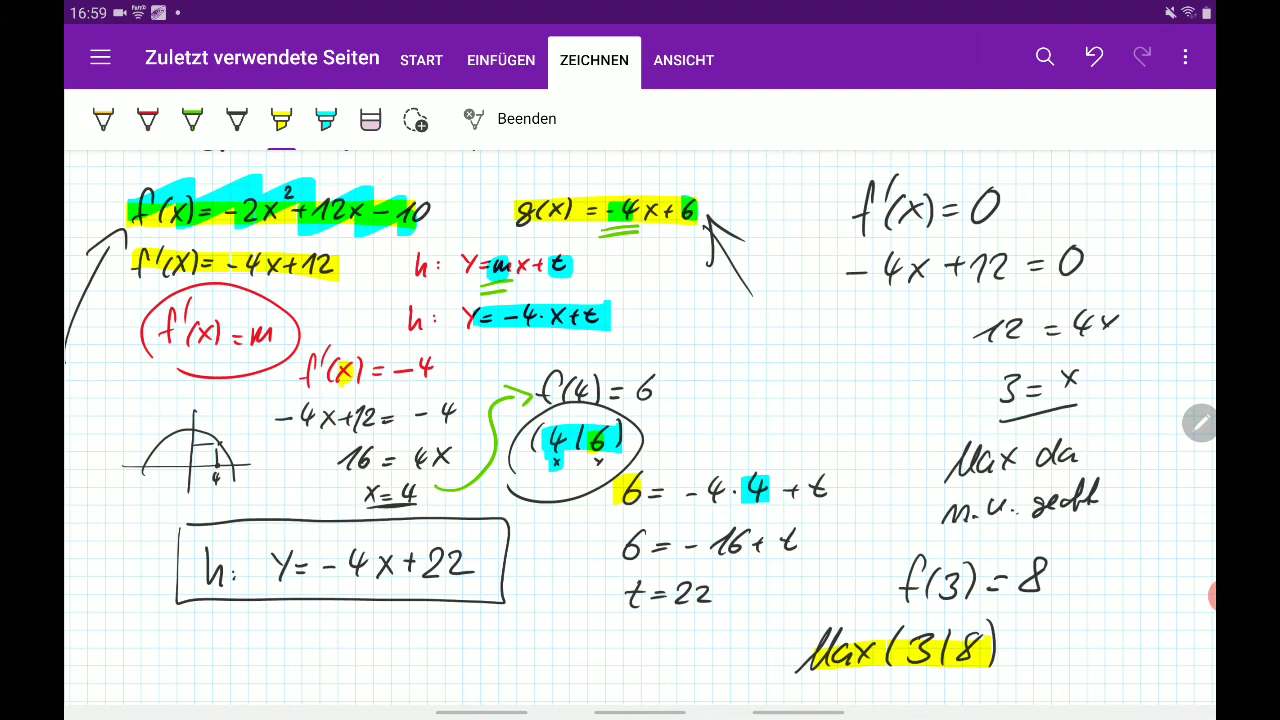 16:59
Zuletzt verwendete Seiten START EINFÜGEN ZEICHNEN ANSICHT
Beenden
f(x) = -2x² + 12x - 10
g(x) = -4x + 6
f'(x) = -4x + 12
h: y = mx + t
f'(x) = m
h: y = -4 · x + t
f'(x) = -4
-4x + 12 = -4
16 = 4x
x = 4
4
f(4) = 6
(4 | 6)
x y
6 = -4 · 4 + t
6 = -16 + t
t = 22
h: y = -4x + 22
f'(x) = 0
-4x + 12 = 0
12 = 4x
3 = x
Max da
n. u. geöff
f(3) = 8
Max (3 | 8)